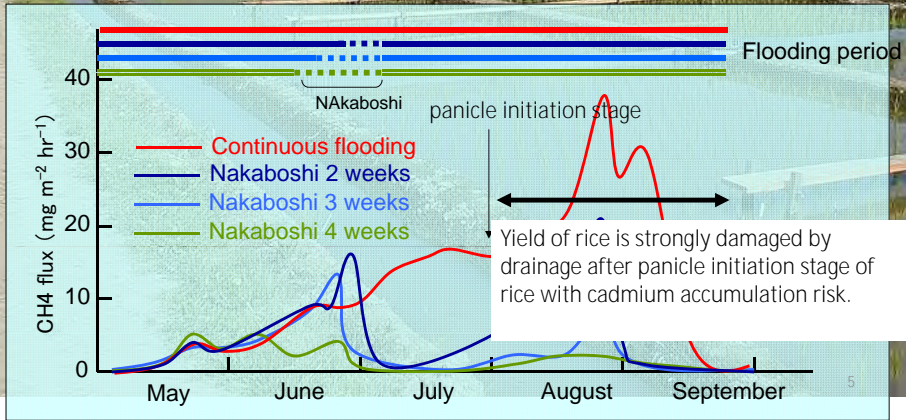 Flooding period
40
NAkaboshi
panicle initiation stage
30
Continuous flooding
Nakaboshi 2 weeks
Nakaboshi 3 weeks
Nakaboshi 4 weeks
20
10
0
CH4 flux (mg m⁻² hr⁻¹)
Yield of rice is strongly damaged by
drainage after panicle initiation stage of
rice with cadmium accumulation risk.
May June July August September
5